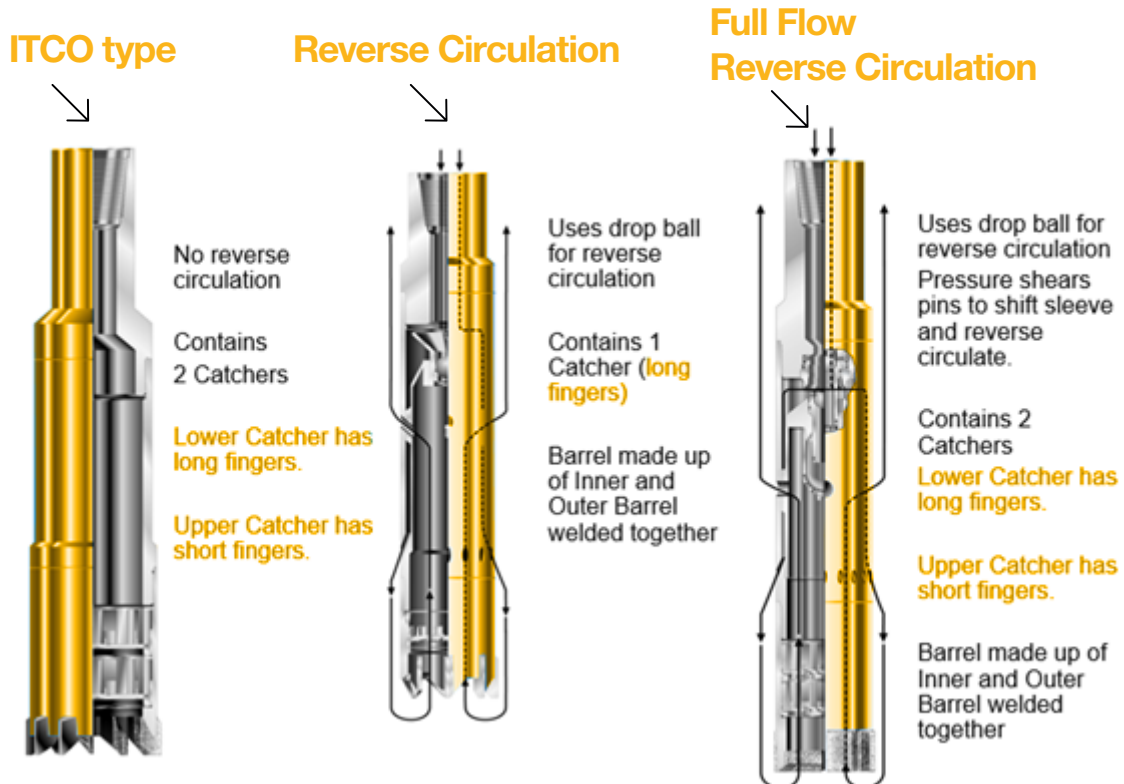 ITCO type
No reverse
circulation
Contains
2 Catchers
Lower Catcher has
long fingers.
Upper Catcher has
short fingers.
Reverse Circulation
Uses drop ball
for reverse
circulation
Contains 1
Catcher (long
fingers)
Barrel made up
of Inner and
Outer Barrel
welded together
Full Flow
Reverse Circulation
Uses drop ball for
reverse circulation
Pressure shears
pins to shift sleeve
and reverse
circulate.
Contains 2
Catchers
Lower Catcher has
long fingers.
Upper Catcher has
short fingers.
Barrel made up of
Inner and Outer
Barrel welded
together